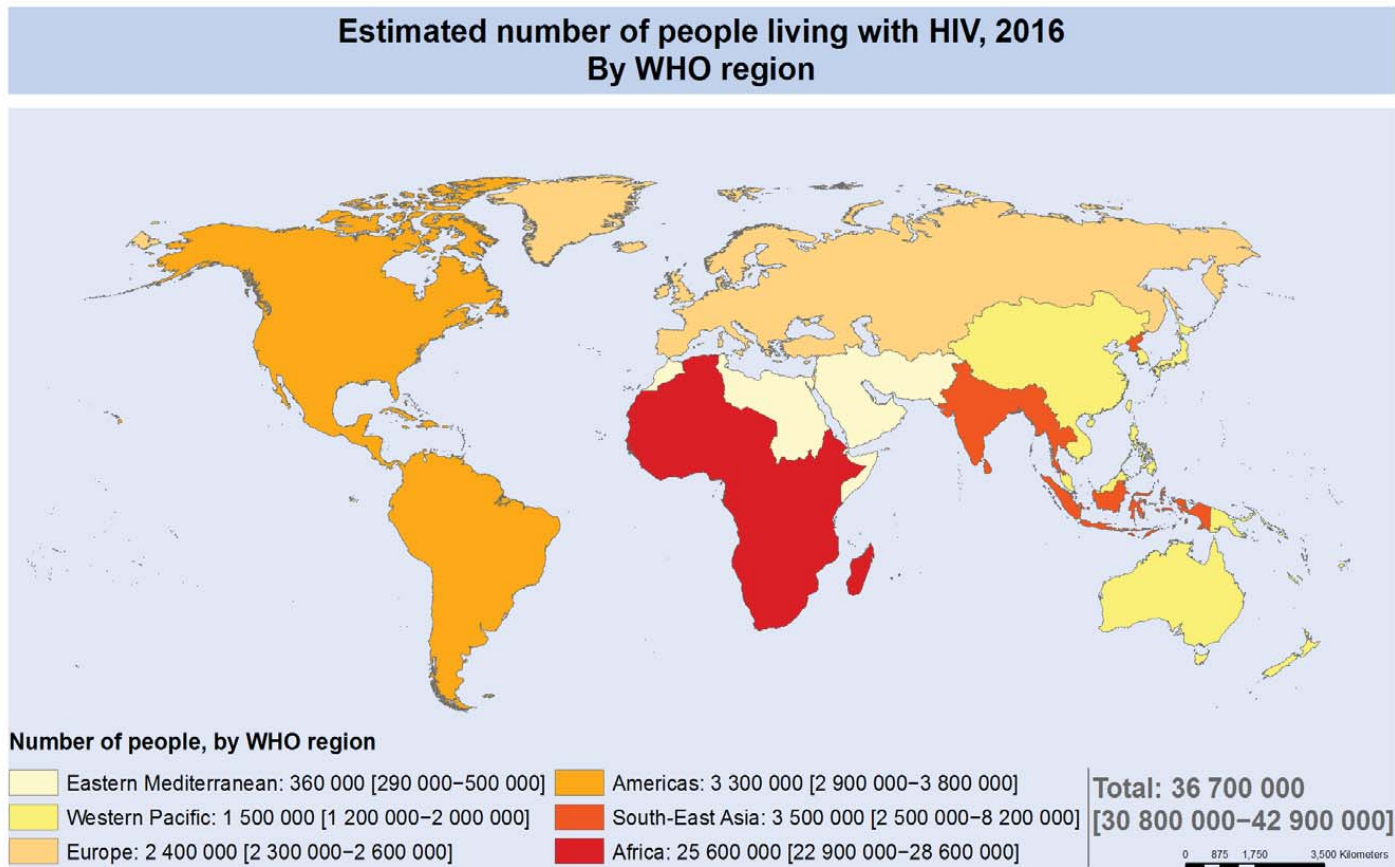 Estimated number of people living with HIV, 2016
By WHO region
Number of people, by WHO region
Eastern Mediterranean: 360 000 [290 000–500 000]
Western Pacific: 1 500 000 [1 200 000–2 000 000]
Europe: 2 400 000 [2 300 000–2 600 000]
Americas: 3 300 000 [2 900 000–3 800 000]
South-East Asia: 3 500 000 [2 500 000–8 200 000]
Africa: 25 600 000 [22 900 000–28 600 000]
Total: 36 700 000
[30 800 000–42 900 000]
0 875 1,750 3,500 Kilometers